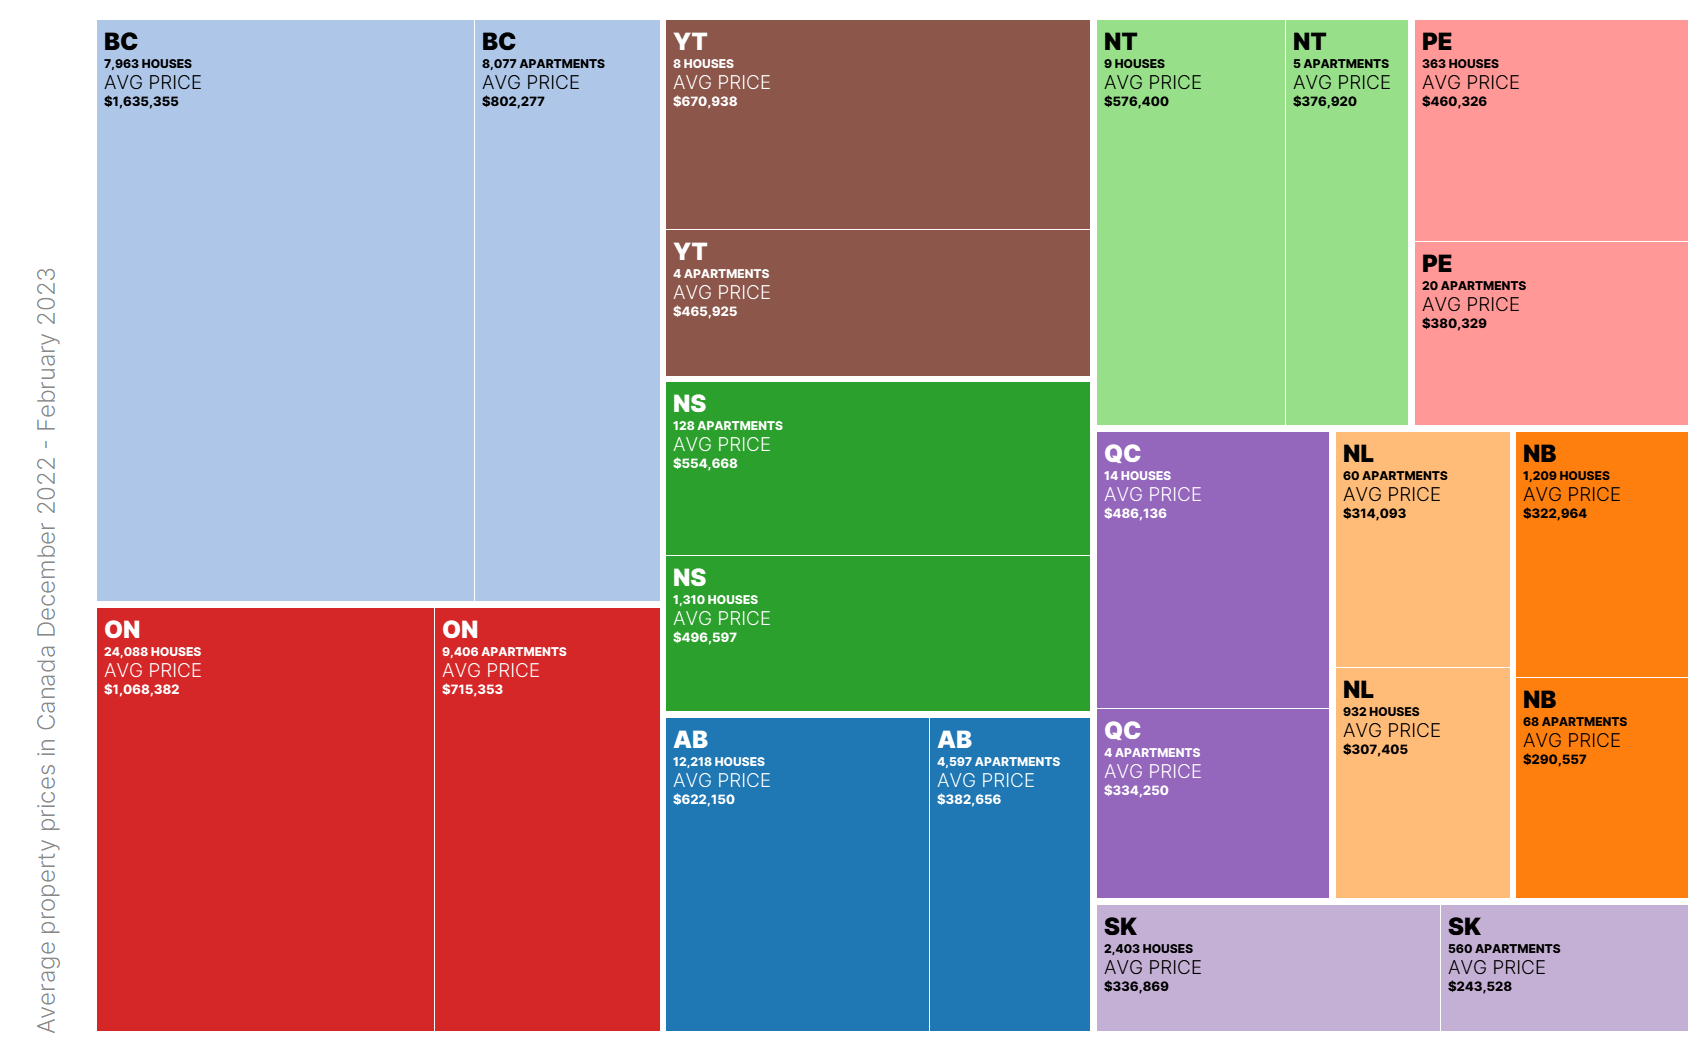 Average property prices in Canada December 2022 - February 2023
BC
7,963 HOUSES
AVG PRICE
$1,635,355
BC
8,077 APARTMENTS
AVG PRICE
$802,277
ON
24,088 HOUSES
AVG PRICE
$1,068,382
ON
9,406 APARTMENTS
AVG PRICE
$715,353
YT
8 HOUSES
AVG PRICE
$670,938
YT
4 APARTMENTS
AVG PRICE
$465,925
NS
128 APARTMENTS
AVG PRICE
$554,668
NS
1,310 HOUSES
AVG PRICE
$496,597
AB
12,218 HOUSES
AVG PRICE
$622,150
AB
4,597 APARTMENTS
AVG PRICE
$382,656
NT
9 HOUSES
AVG PRICE
$576,400
NT
5 APARTMENTS
AVG PRICE
$376,920
PE
363 HOUSES
AVG PRICE
$460,326
PE
20 APARTMENTS
AVG PRICE
$380,329
QC
14 HOUSES
AVG PRICE
$486,136
QC
4 APARTMENTS
AVG PRICE
$334,250
NL
60 APARTMENTS
AVG PRICE
$314,093
NL
932 HOUSES
AVG PRICE
$307,405
NB
1,209 HOUSES
AVG PRICE
$322,964
NB
68 APARTMENTS
AVG PRICE
$290,557
SK
2,403 HOUSES
AVG PRICE
$336,869
SK
560 APARTMENTS
AVG PRICE
$243,528